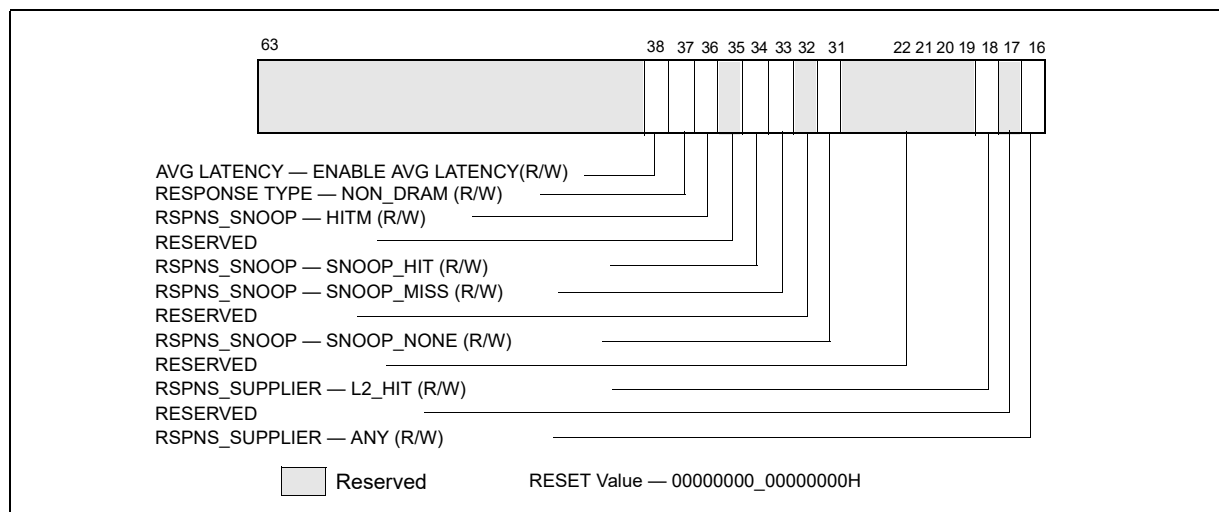 63 38 37 36 35 34 33 32 31 22 21 20 19 18 17 16
AVG LATENCY — ENABLE AVG LATENCY(R/W)
RESPONSE TYPE — NON_DRAM (R/W)
RSPNS_SNOOP — HITM (R/W)
RESERVED
RSPNS_SNOOP — SNOOP_HIT (R/W)
RSPNS_SNOOP — SNOOP_MISS (R/W)
RESERVED
RSPNS_SNOOP — SNOOP_NONE (R/W)
RESERVED
RSPNS_SUPPLIER — L2_HIT (R/W)
RESERVED
RSPNS_SUPPLIER — ANY (R/W)
Reserved RESET Value — 00000000_00000000H